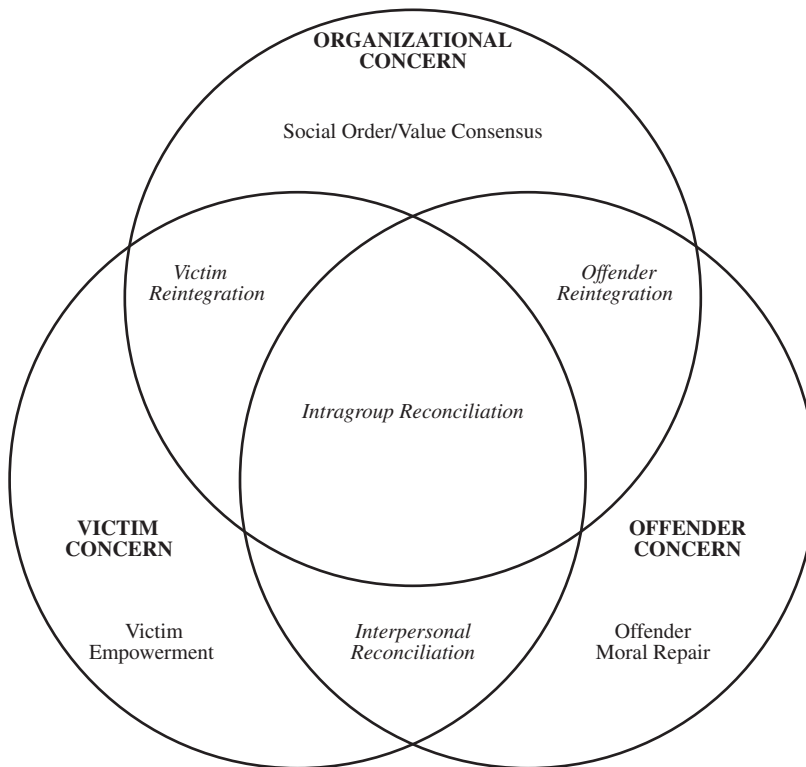 ORGANIZATIONAL
CONCERN
Social Order/Value Consensus
Victim
Reintegration
Offender
Reintegration
Intragroup Reconciliation
VICTIM
CONCERN
OFFENDER
CONCERN
Victim
Empowerment
Interpersonal
Reconciliation
Offender
Moral Repair